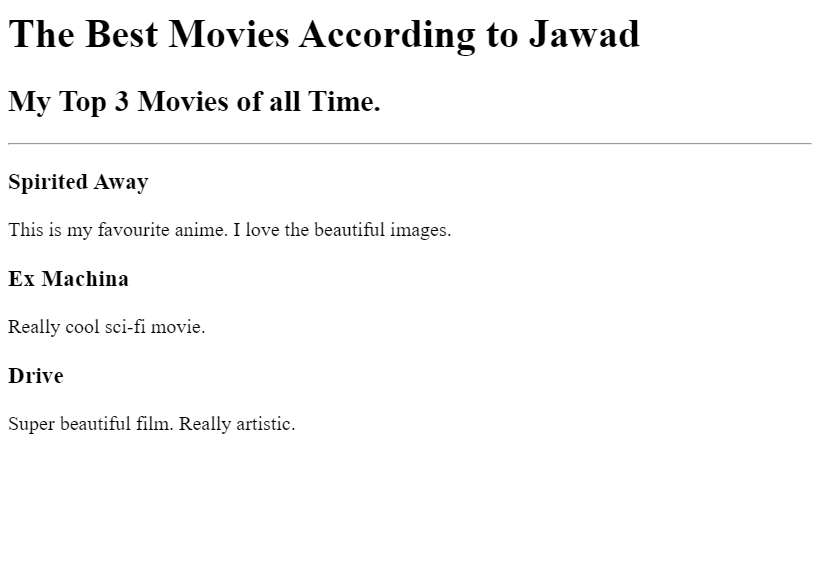 The Best Movies According to Jawad
My Top 3 Movies of all Time.
Spirited Away
This is my favourite anime. I love the beautiful images.
Ex Machina
Really cool sci-fi movie.
Drive
Super beautiful film. Really artistic.